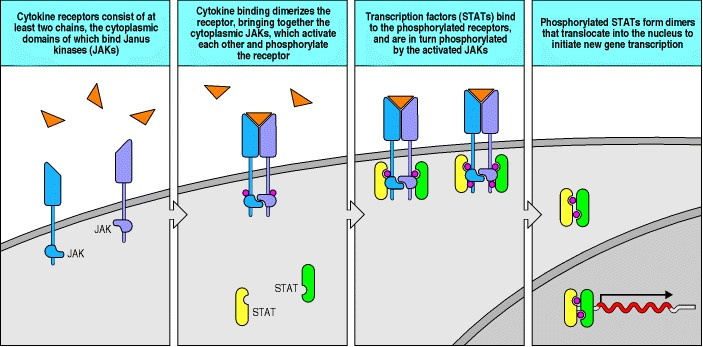 Cytokine receptors consist of at
least two chains, the cytoplasmic
domains of which bind Janus
kinases (JAKs)
Cytokine binding dimerizes the
receptor, bringing together the
cytoplasmic JAKs, which activate
each other and phosphorylate
the receptor
Transcription factors (STATs) bind
to the phosphorylated receptors,
and are in turn phosphorylated
by the activated JAKs
Phosphorylated STATs form dimers
that translocate into the nucleus to
initiate new gene transcription
JAK
JAK
STAT
STAT